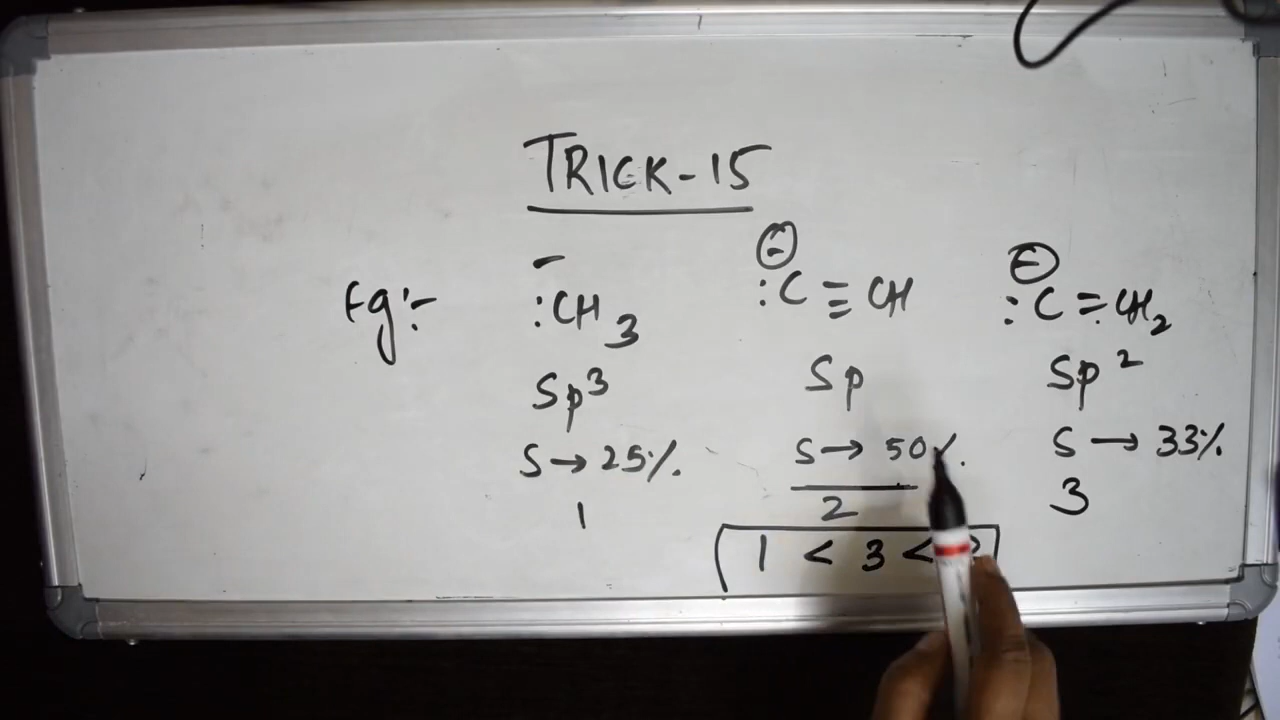 TRICK-15
Eg:- :CH₃⁻ ⊖:C≡CH ⊖:C=CH₂
Sp³ Sp Sp²
S→25% S→50% S→33%
1 2 3
1 < 3 <